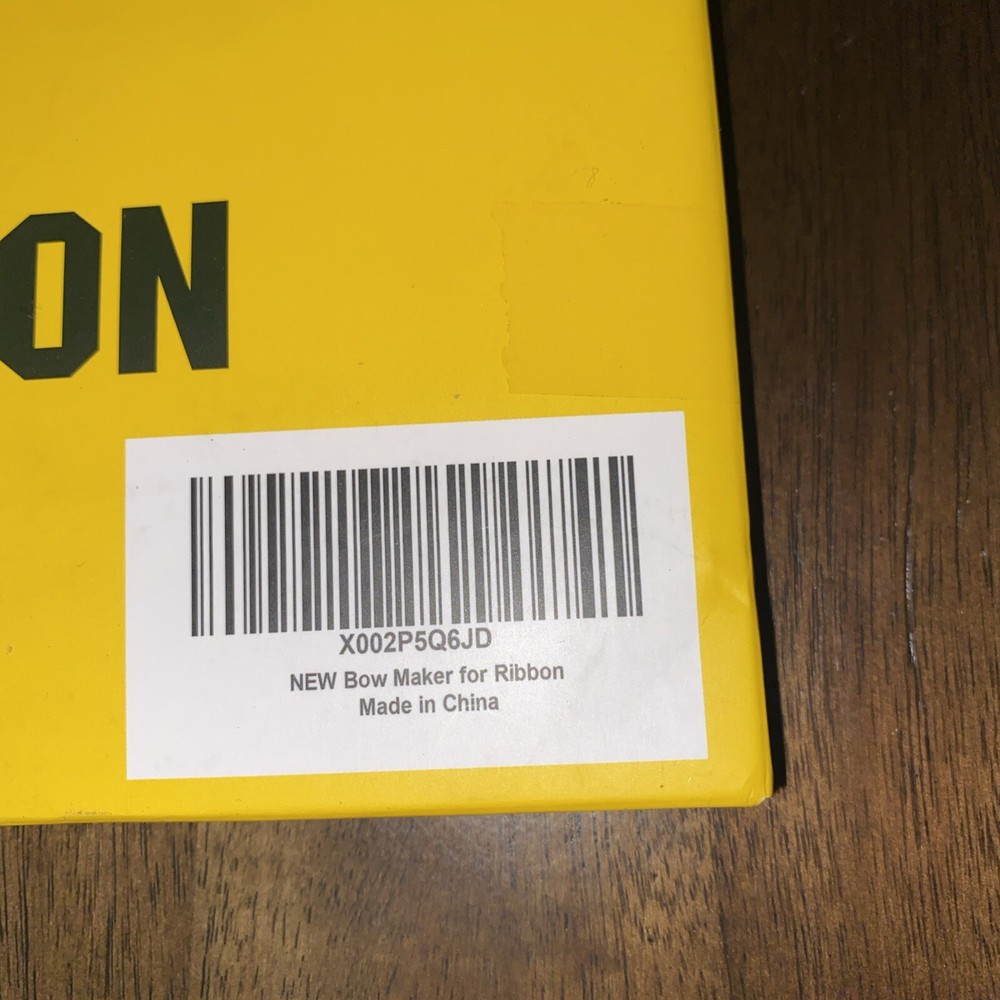 ON
X002P5Q6JD
NEW Bow Maker for Ribbon
Made in China